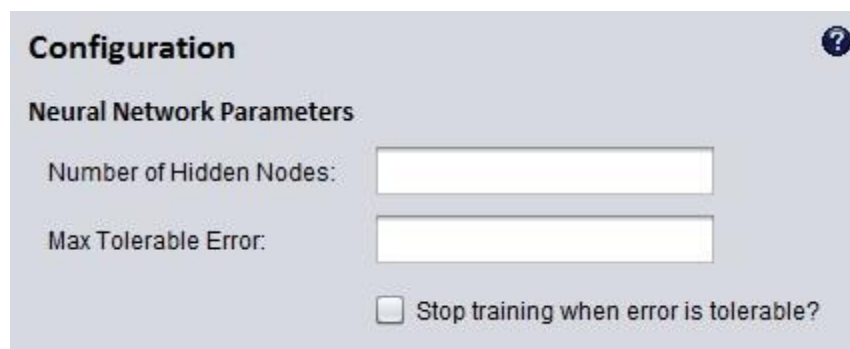 Configuration ?
Neural Network Parameters
Number of Hidden Nodes:
Max Tolerable Error:
Stop training when error is tolerable?